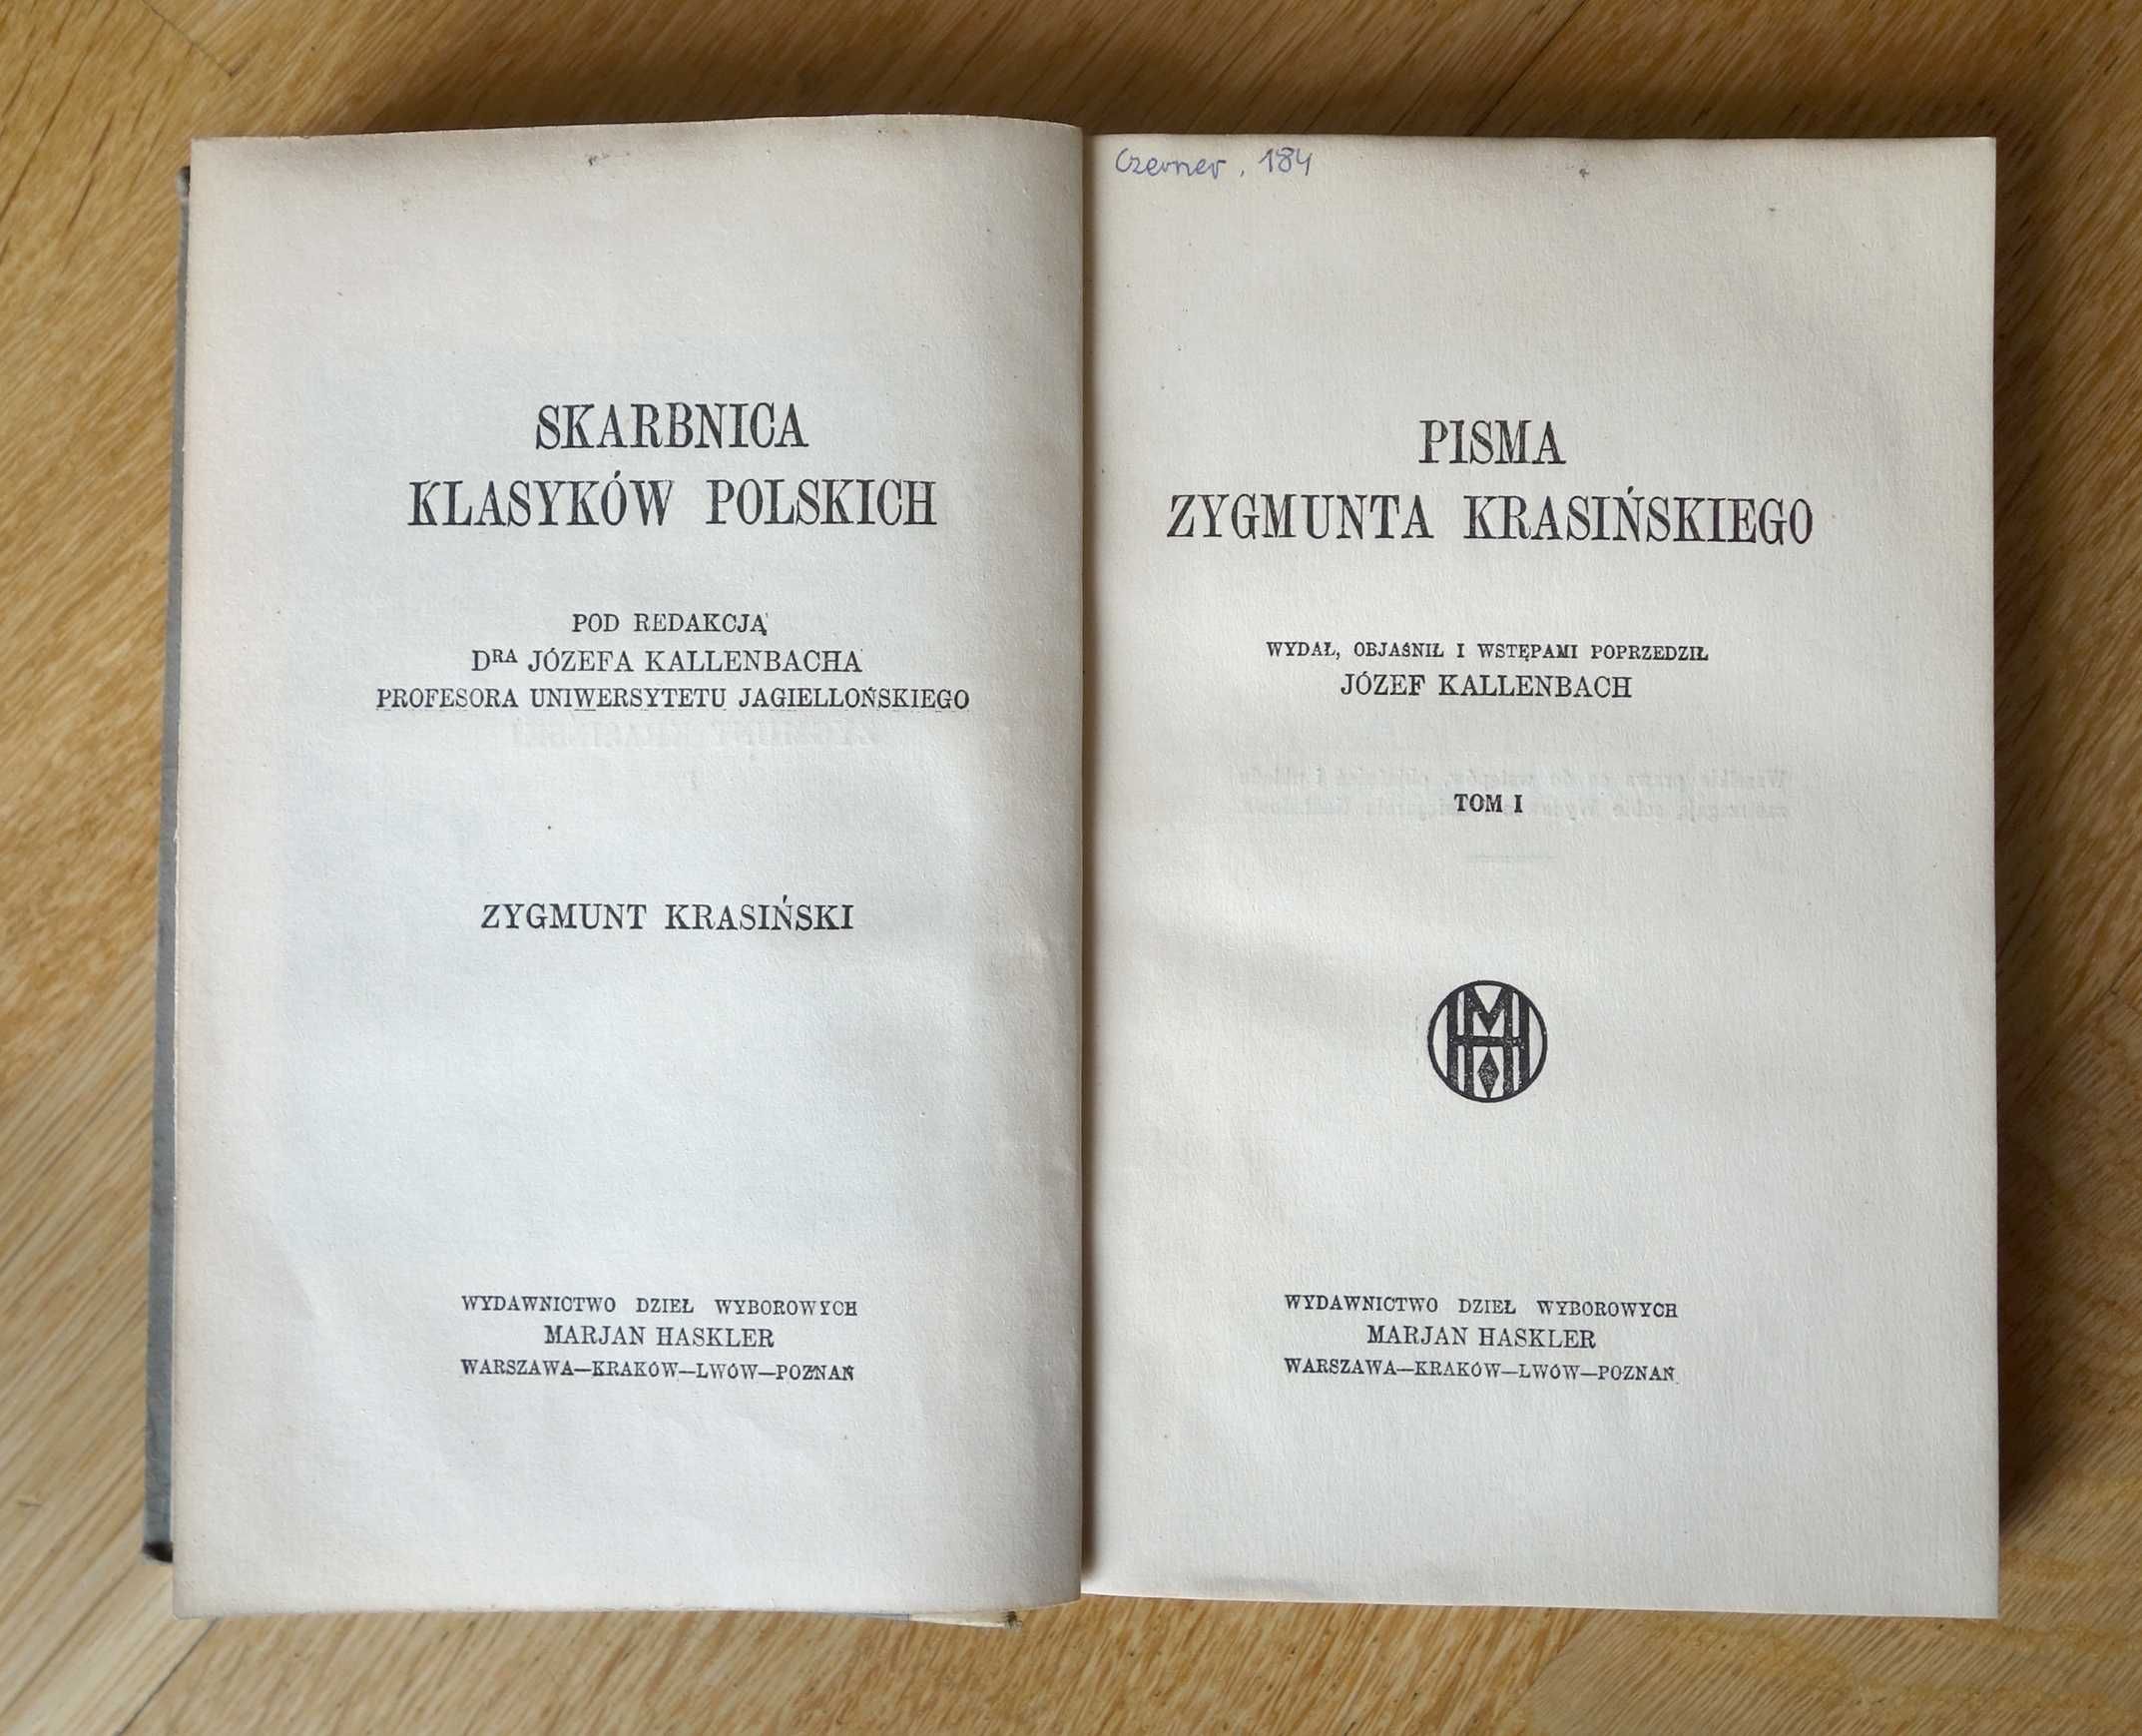 SKARBNICA
KLASYKÓW POLSKICH
POD REDAKCJĄ
DRA JÓZEFA KALLENBACHA
PROFESORA UNIWERSYTETU JAGIELLOŃSKIEGO
ZYGMUNT KRASIŃSKI
WYDAWNICTWO DZIEŁ WYBOROWYCH
MARJAN HASKLER
WARSZAWA—KRAKÓW—LWÓW—POZNAŃ
Czerner, 184
PISMA
ZYGMUNTA KRASIŃSKIEGO
WYDAŁ, OBJAŚNIŁ I WSTĘPAMI POPRZEDZIŁ
JÓZEF KALLENBACH
TOM I
WYDAWNICTWO DZIEŁ WYBOROWYCH
MARJAN HASKLER
WARSZAWA—KRAKÓW—LWÓW—POZNAŃ